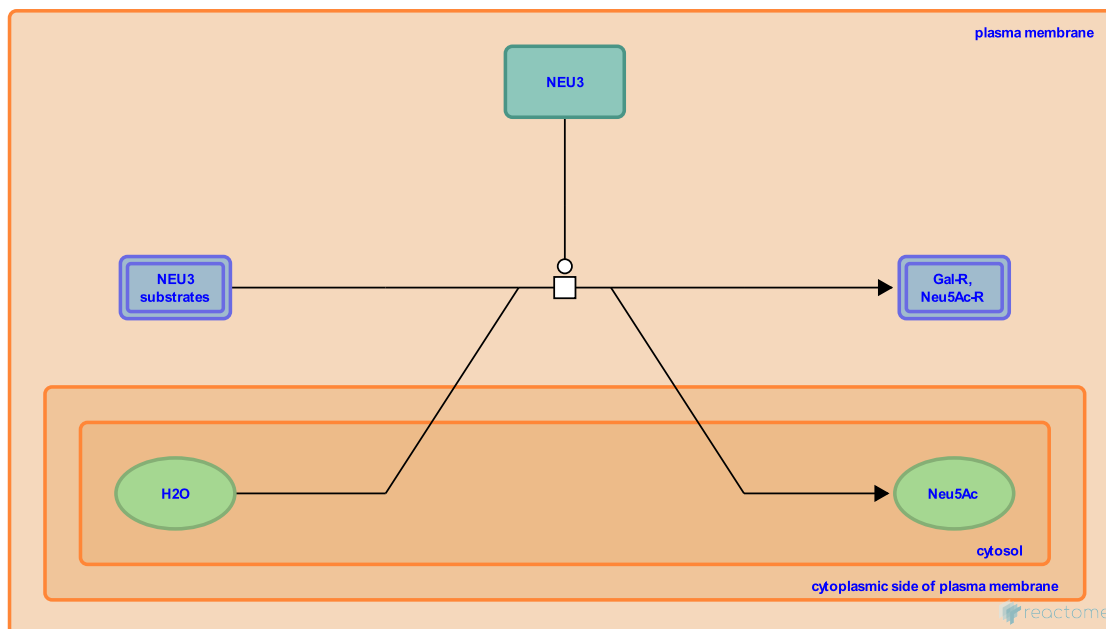 plasma membrane
NEU3
NEU3
substrates
Gal-R,
Neu5Ac-R
H2O
Neu5Ac
cytosol
cytoplasmic side of plasma membrane
reactome